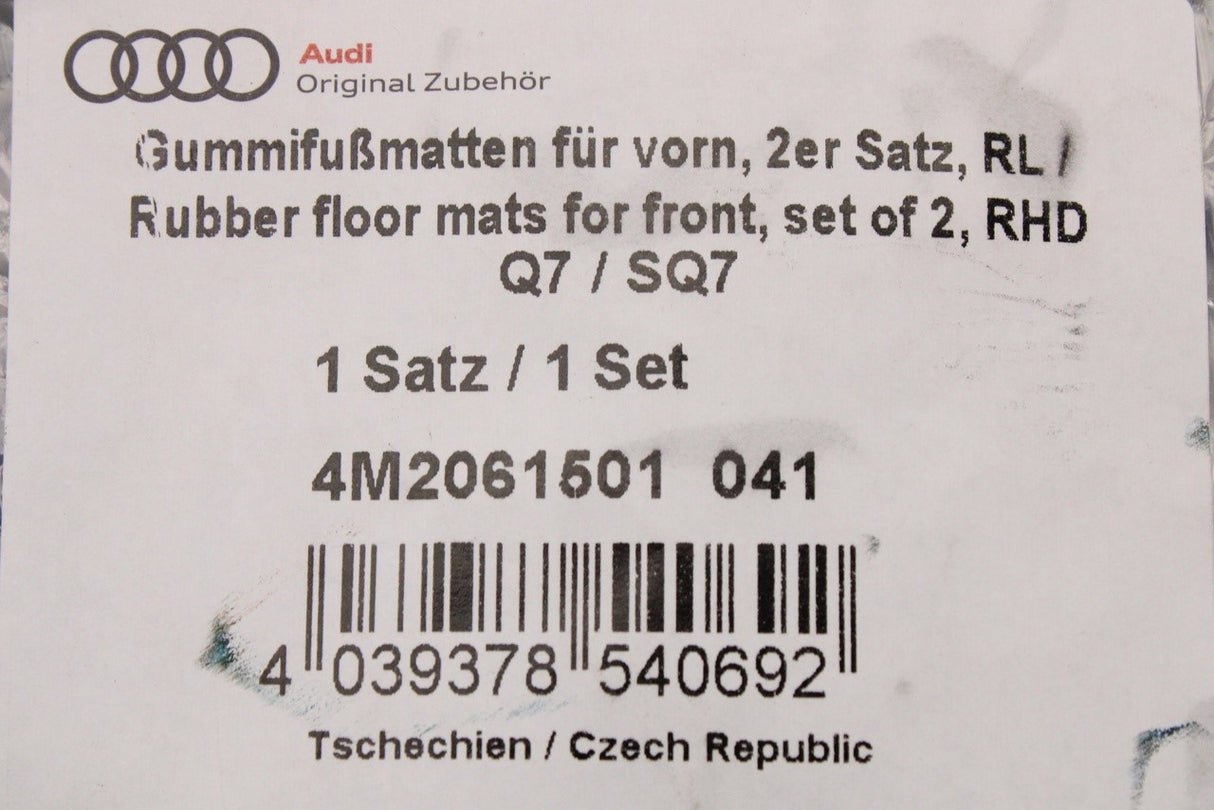 Audi
Original Zubehör
Gummifußmatten für vorn, 2er Satz, RL /
Rubber floor mats for front, set of 2, RHD
Q7 / SQ7
1 Satz / 1 Set
4M2061501 041
4 039378 540692
Tschechien / Czech Republic